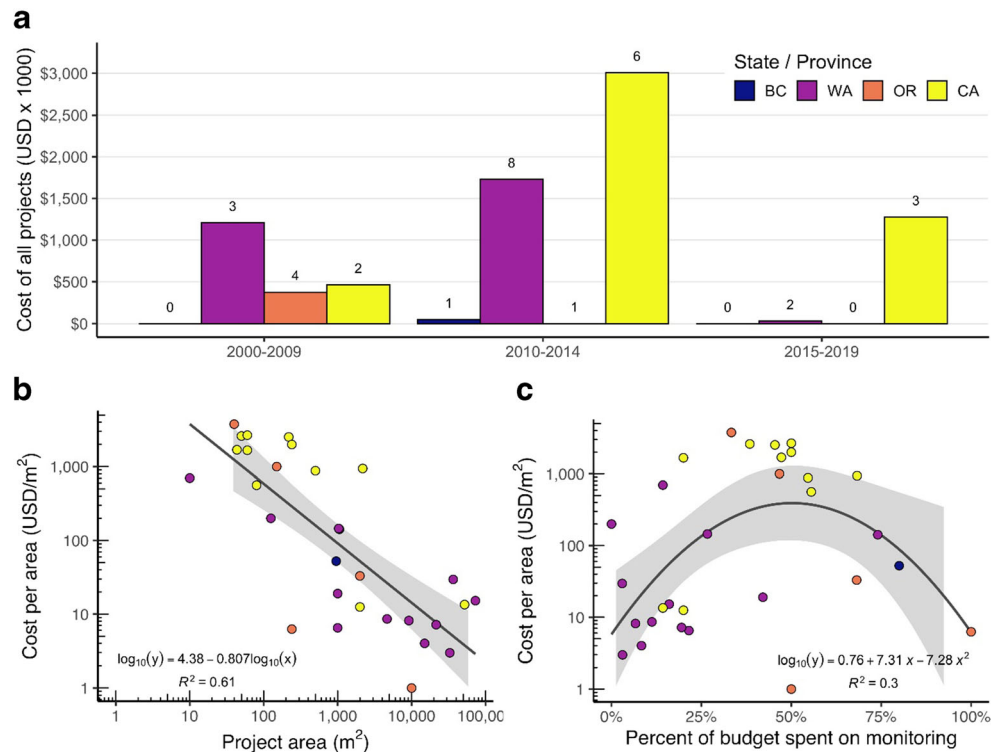 a
Cost of all projects (USD x 1000)
$3,000
$2,500
$2,000
$1,500
$1,000
$500
$0
State / Province
BC WA OR CA
0 3 4 2
1 8 1 6
0 2 0 3
2000-2009 2010-2014 2015-2019
b
Cost per area (USD/m²)
1,000
100
10
1
log₁₀(y) = 4.38 − 0.807log(x)
R² = 0.61
1 10 100 1,000 10,000 100,00
Project area (m²)
c
Cost per area (USD/m²)
1,000
100
10
1
log₁₀(y) = 0.76 + 7.31 x − 7.28 x²
R² = 0.3
0% 25% 50% 75% 100%
Percent of budget spent on monitoring